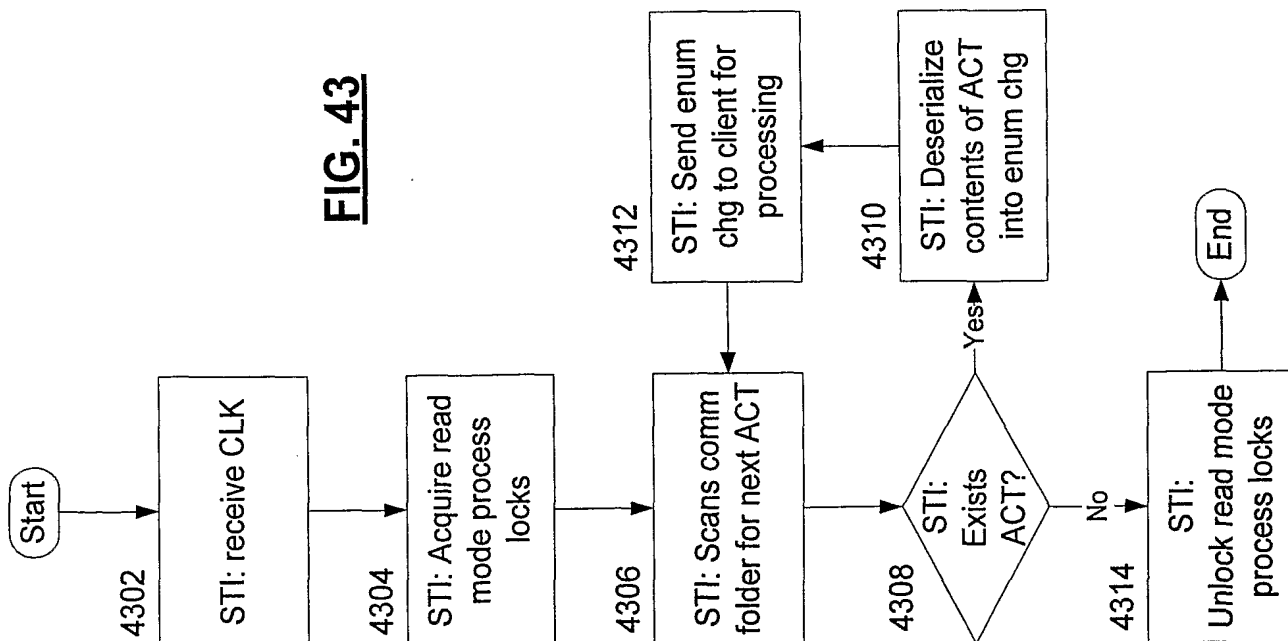 FIG. 43
Start
4302
STI: receive CLK
4304
STI: Acquire read
mode process
locks
4306
STI: Scans comm
folder for next ACT
4308
STI:
Exists
ACT?
Yes
4310
STI: Deserialize
contents of ACT
into enum chg
4312
STI: Send enum
chg to client for
processing
No
4314
STI:
Unlock read mode
process locks
End